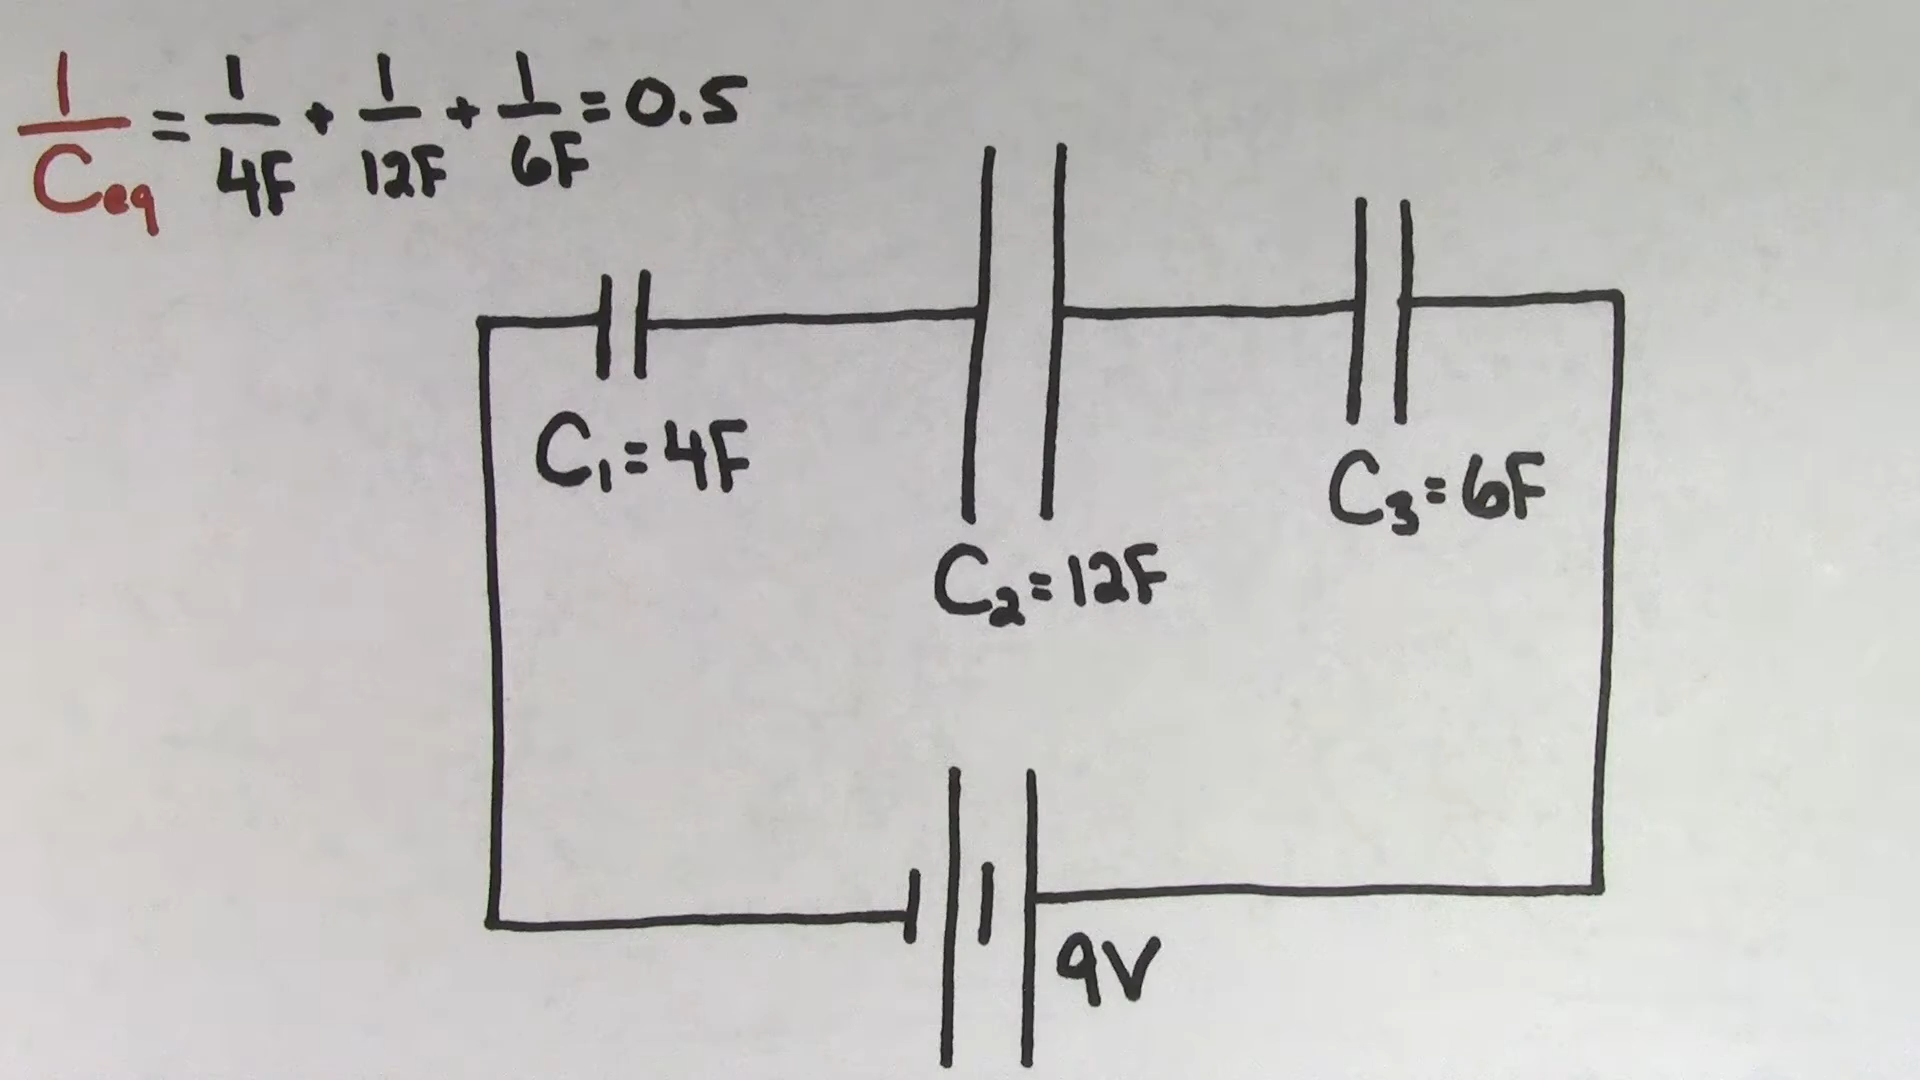 1/Ceq = 1/4F + 1/12F + 1/6F = 0.5
C₁=4F
C₃=6F
C₂=12F
9V